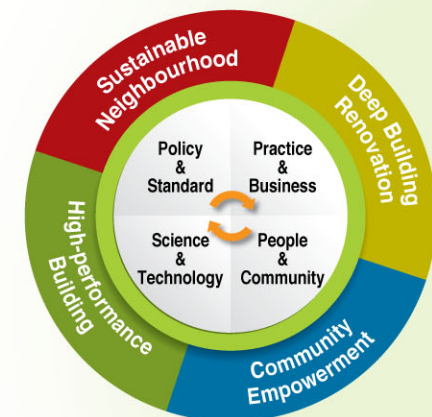 Sustainable
Neighbourhood
Deep Building
Renovation
Policy
&
Standard
Practice
&
Business
Science
&
Technology
People
&
Community
High-performance
Building
Community
Empowerment